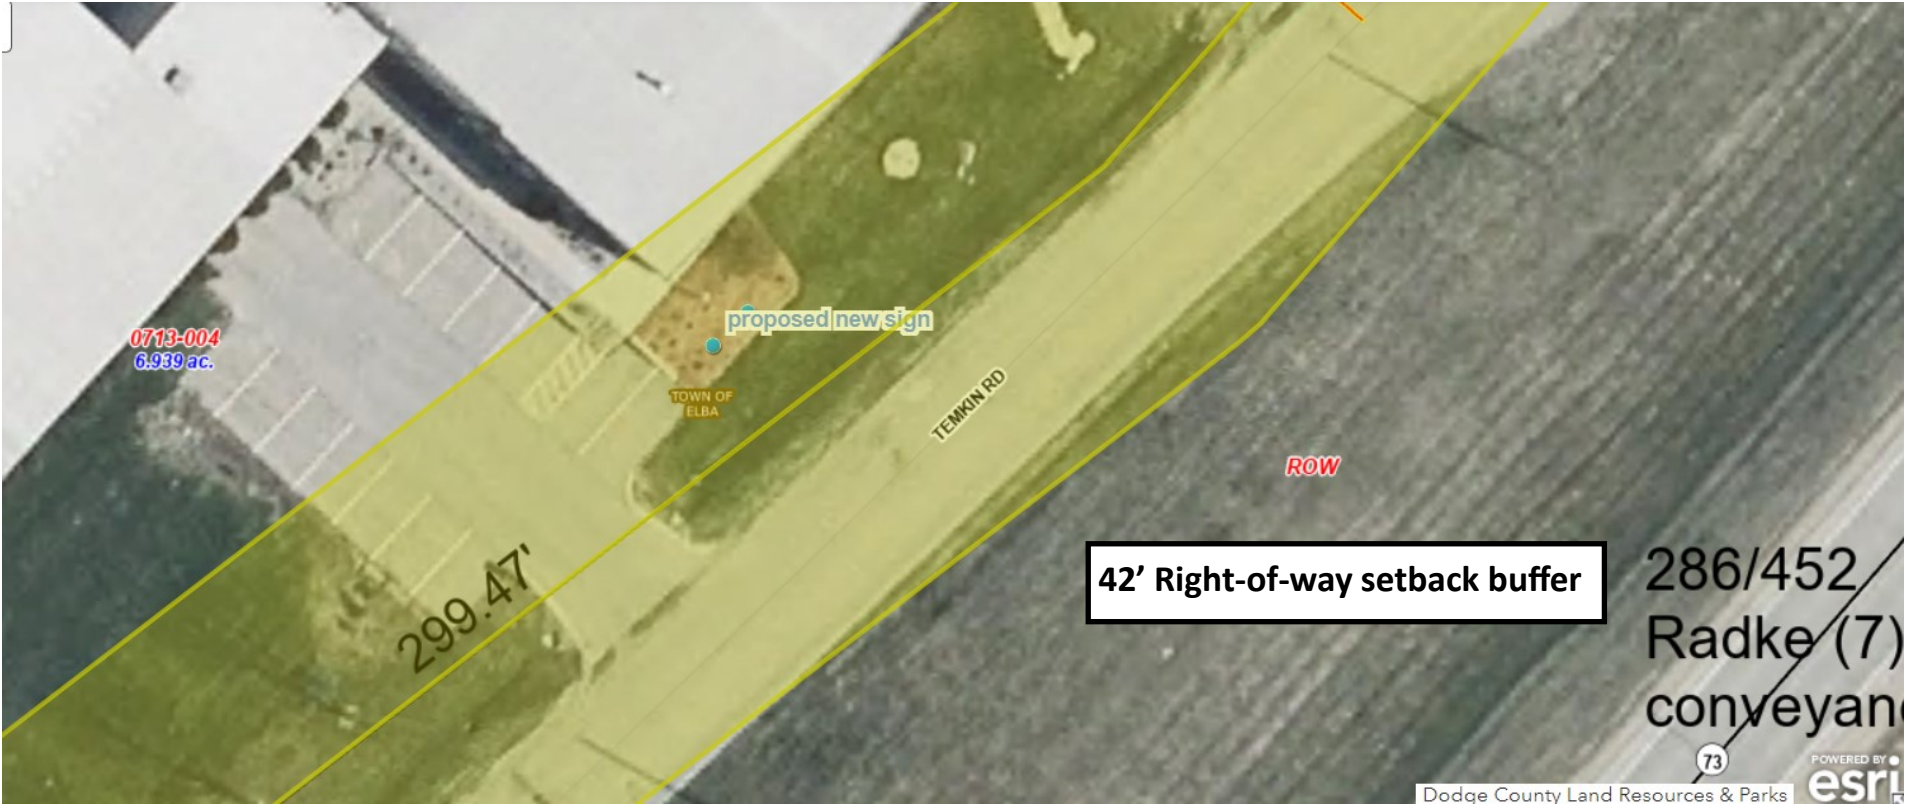 0713-004
6.939 ac.
proposed new sign
TOWN OF
ELBA
TEMKIN RD
ROW
299.47'
42’ Right-of-way setback buffer
286/452
Radke (7)
conveyan
73
POWERED BY
esri
Dodge County Land Resources & Parks